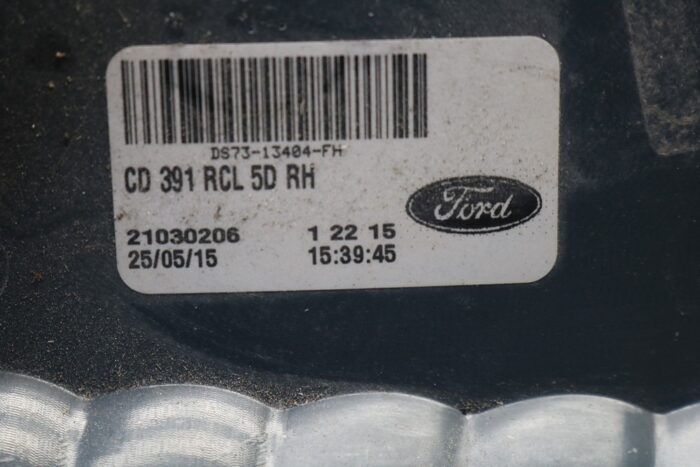 DS73-13404-FH
CD 391 RCL 5D RH
Ford
21030206 1 22 15
25/05/15 15:39:45